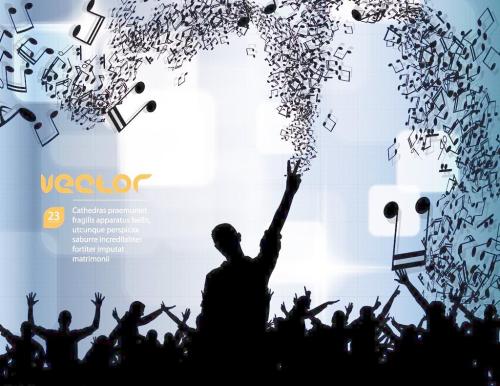 vector
23
Cathedras praemuniet
fragilis apparatus bellis,
utcunque perspicax
saburre incredibiliter
fortiter imputat
matrimonii